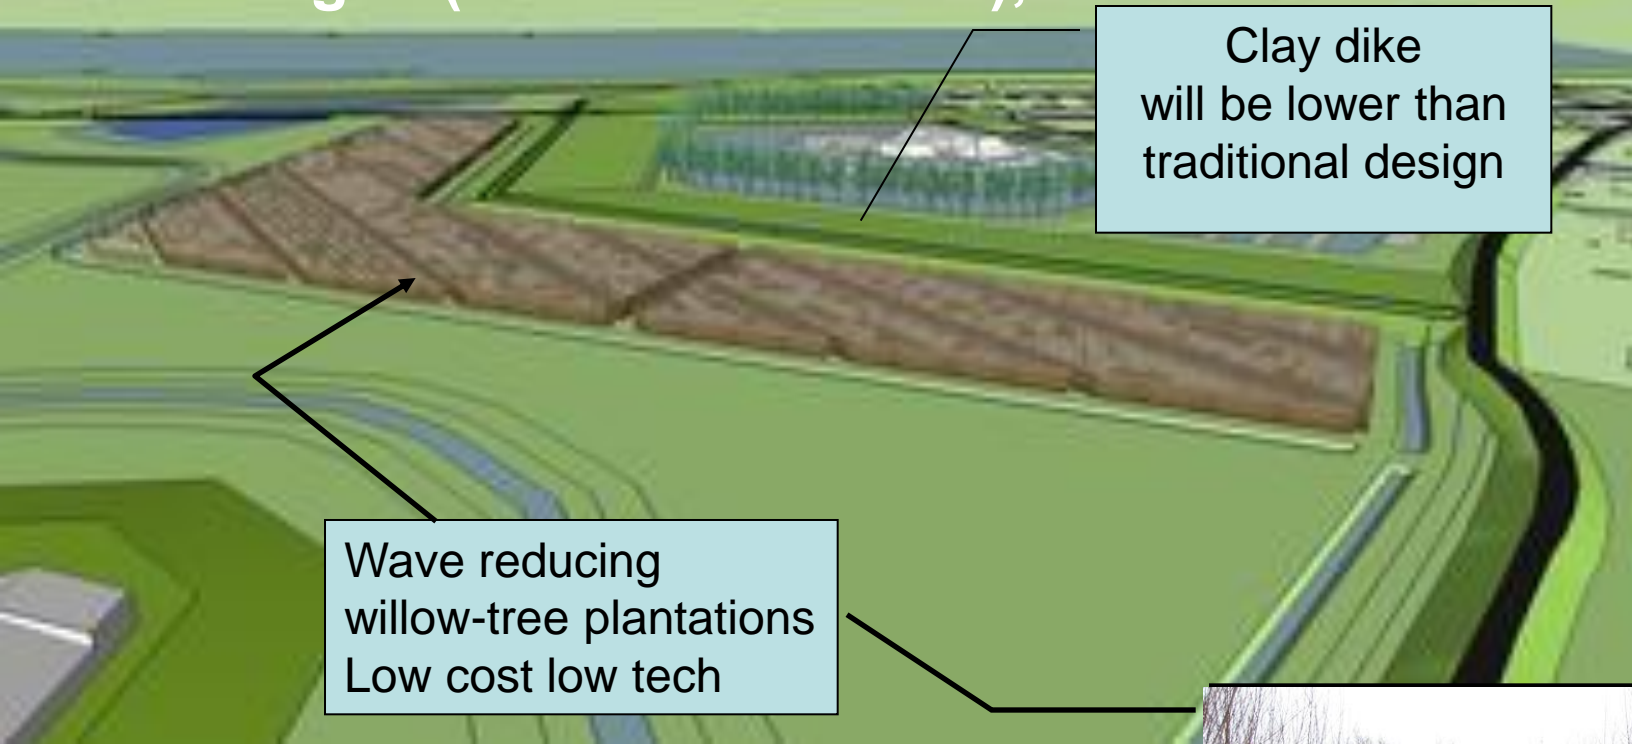 Clay dike
will be lower than
traditional design
Wave reducing
willow-tree plantations
Low cost low tech